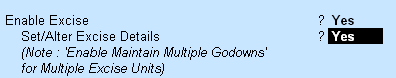 Enable Excise ? Yes
Set/Alter Excise Details ? Yes
(Note : 'Enable Maintain Multiple Godowns'
for Multiple Excise Units)